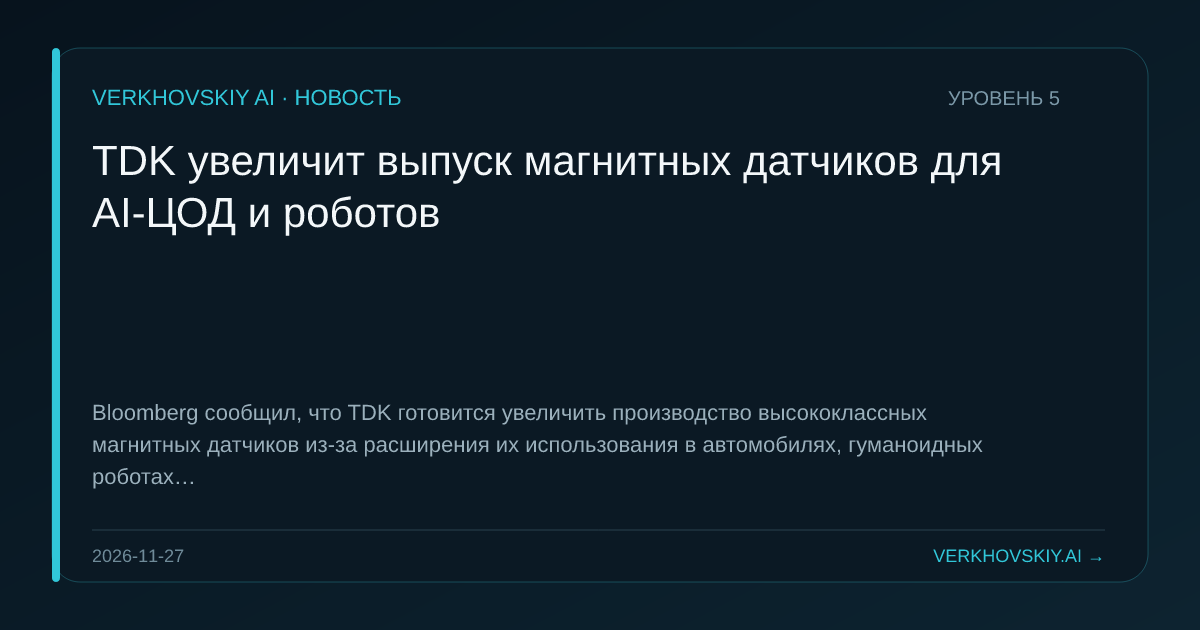 VERKHOVSKIY AI · НОВОСТЬ
УРОВЕНЬ 5
TDK увеличит выпуск магнитных датчиков для
AI-ЦОД и роботов
Bloomberg сообщил, что TDK готовится увеличить производство высококлассных
магнитных датчиков из-за расширения их использования в автомобилях, гуманоидных
роботах…
2026-11-27
VERKHOVSKIY.AI →